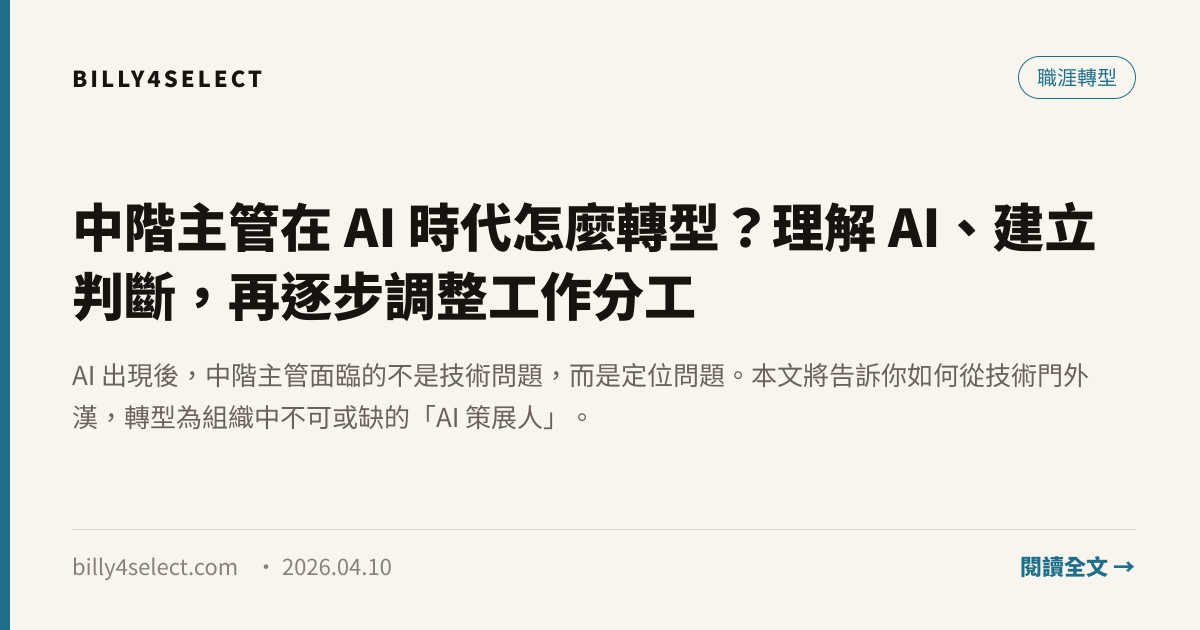 BILLY4SELECT
職涯轉型
中階主管在 AI 時代怎麼轉型？理解 AI、建立
判斷，再逐步調整工作分工
AI 出現後，中階主管面臨的不是技術問題，而是定位問題。本文將告訴你如何從技術門外
漢，轉型為組織中不可或缺的「AI 策展人」。
billy4select.com ・ 2026.04.10
閱讀全文 →